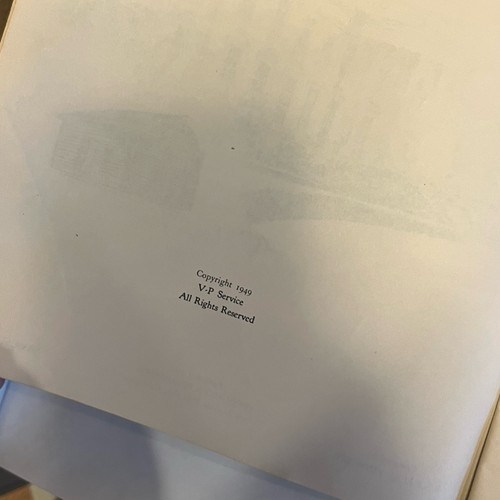 Copyright 1949
V-P Service
All Rights Reserved